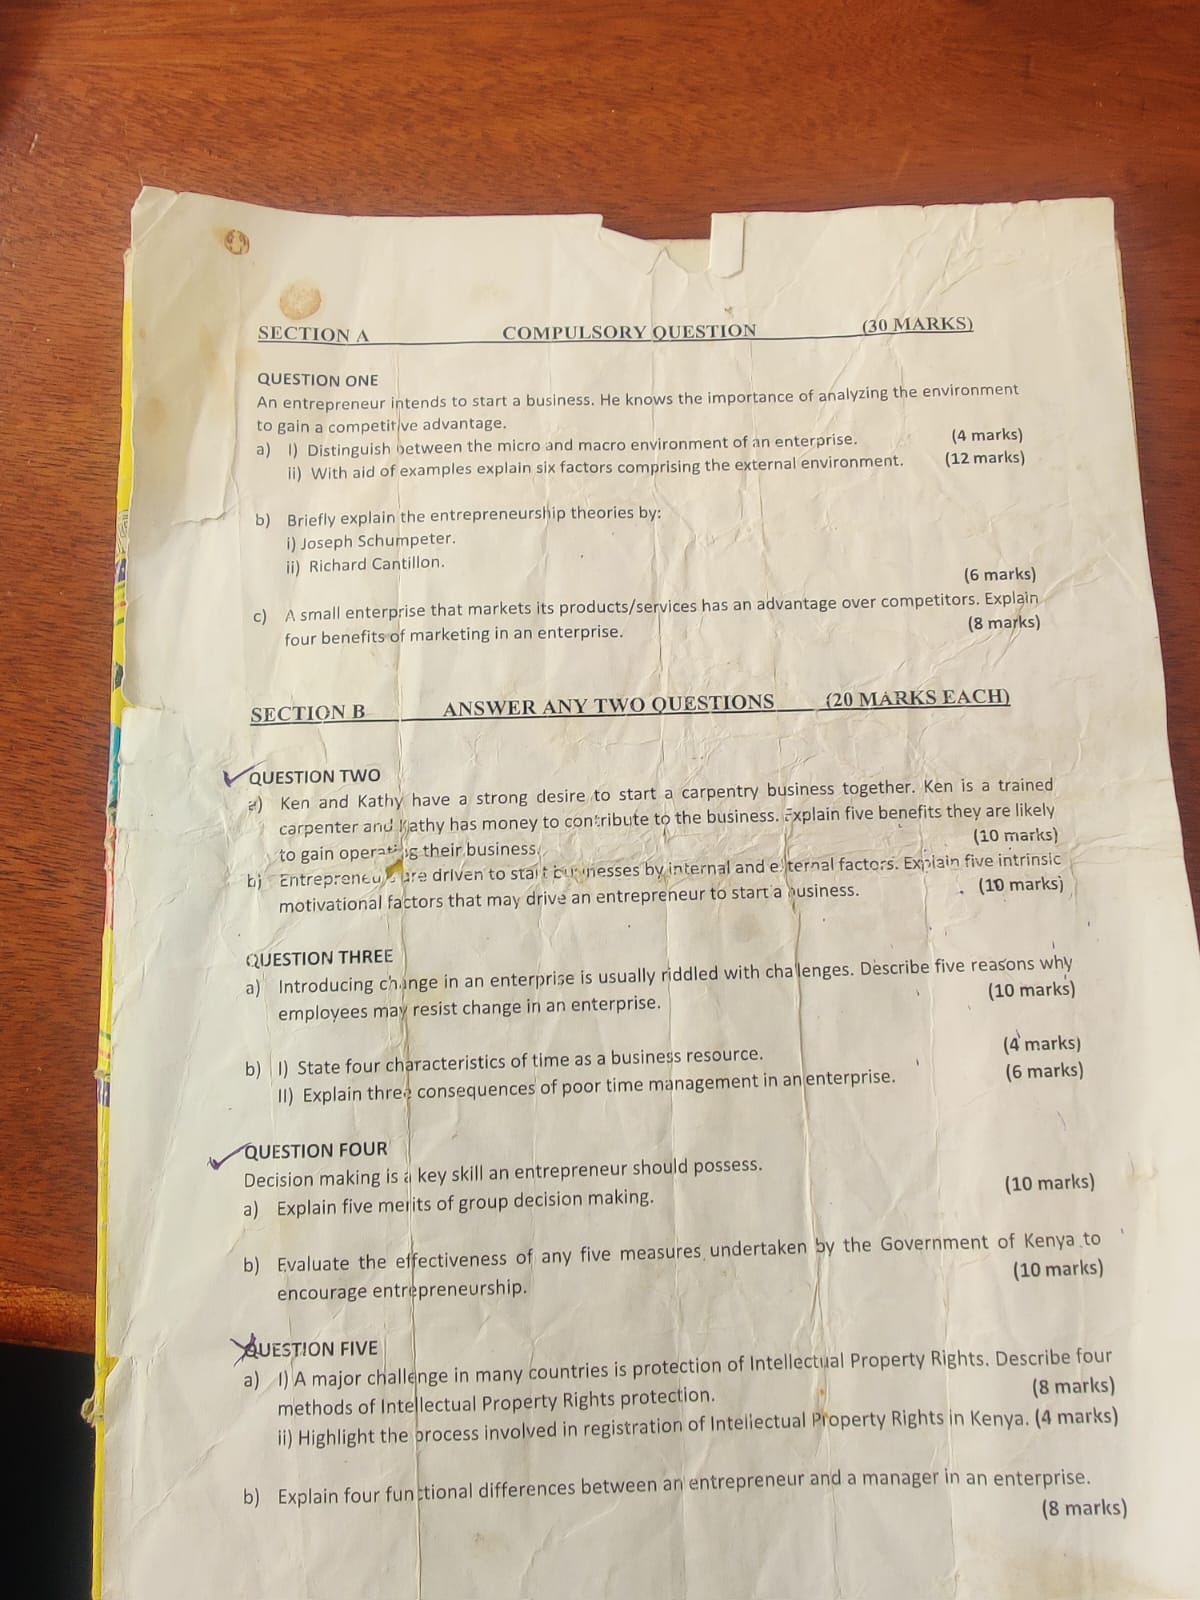 SECTION A COMPULSORY QUESTION (30 MARKS)
QUESTION ONE
An entrepreneur intends to start a business. He knows the importance of analyzing the environment
to gain a competitive advantage.
a) I) Distinguish between the micro and macro environment of an enterprise. (4 marks)
ii) With aid of examples explain six factors comprising the external environment. (12 marks)
b) Briefly explain the entrepreneurship theories by:
i) Joseph Schumpeter.
ii) Richard Cantillon.
(6 marks)
c) A small enterprise that markets its products/services has an advantage over competitors. Explain
four benefits of marketing in an enterprise. (8 marks)
SECTION B ANSWER ANY TWO QUESTIONS (20 MARKS EACH)
QUESTION TWO
a) Ken and Kathy have a strong desire to start a carpentry business together. Ken is a trained
carpenter and Kathy has money to contribute to the business. Explain five benefits they are likely
to gain operating their business. (10 marks)
b) Entrepreneurs are driven to start businesses by internal and external factors. Explain five intrinsic
motivational factors that may drive an entrepreneur to start a business. (10 marks)
QUESTION THREE
a) Introducing change in an enterprise is usually riddled with challenges. Describe five reasons why
employees may resist change in an enterprise. (10 marks)
b) I) State four characteristics of time as a business resource. (4 marks)
II) Explain three consequences of poor time management in an enterprise. (6 marks)
QUESTION FOUR
Decision making is a key skill an entrepreneur should possess.
a) Explain five merits of group decision making. (10 marks)
b) Evaluate the effectiveness of any five measures undertaken by the Government of Kenya to
encourage entrepreneurship. (10 marks)
QUESTION FIVE
a) I) A major challenge in many countries is protection of Intellectual Property Rights. Describe four
methods of Intellectual Property Rights protection. (8 marks)
ii) Highlight the process involved in registration of Intellectual Property Rights in Kenya. (4 marks)
b) Explain four functional differences between an entrepreneur and a manager in an enterprise.
(8 marks)